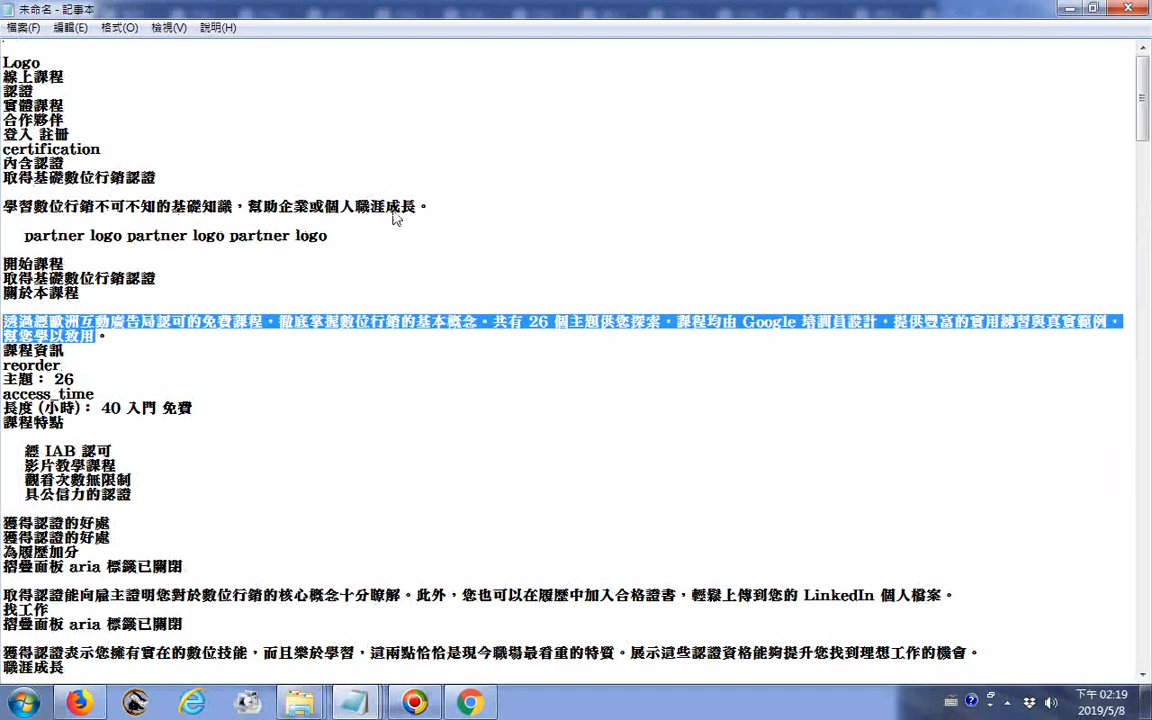 未命名 - 記事本
檔案(F) 編輯(E) 格式(O) 檢視(V) 說明(H)
Logo
線上課程
認證
實體課程
合作夥伴
登入 註冊
certification
內含認證
取得基礎數位行銷認證
學習數位行銷不可不知的基礎知識，幫助企業或個人職涯成長。
partner logo partner logo partner logo
開始課程
取得基礎數位行銷認證
關於本課程
透過經歐洲互動廣告局認可的免費課程，徹底掌握數位行銷的基本概念。共有 26 個主題供您探索，課程均由 Google 培訓員設計，提供豐富的實用練習與真實範例，
幫您學以致用。
課程資訊
reorder
主題： 26
access_time
長度 (小時)： 40 入門 免費
課程特點
經 IAB 認可
影片教學課程
觀看次數無限制
具公信力的認證
獲得認證的好處
獲得認證的好處
為履歷加分
摺疊面板 aria 標籤已關閉
取得認證能向雇主證明您對於數位行銷的核心概念十分瞭解。此外，您也可以在履歷中加入合格證書，輕鬆上傳到您的 LinkedIn 個人檔案。
找工作
摺疊面板 aria 標籤已關閉
獲得認證表示您擁有實在的數位技能，而且樂於學習，這兩點恰恰是現今職場最看重的特質。展示這些認證資格能夠提升您找到理想工作的機會。
職涯成長
下午 02:19
2019/5/8